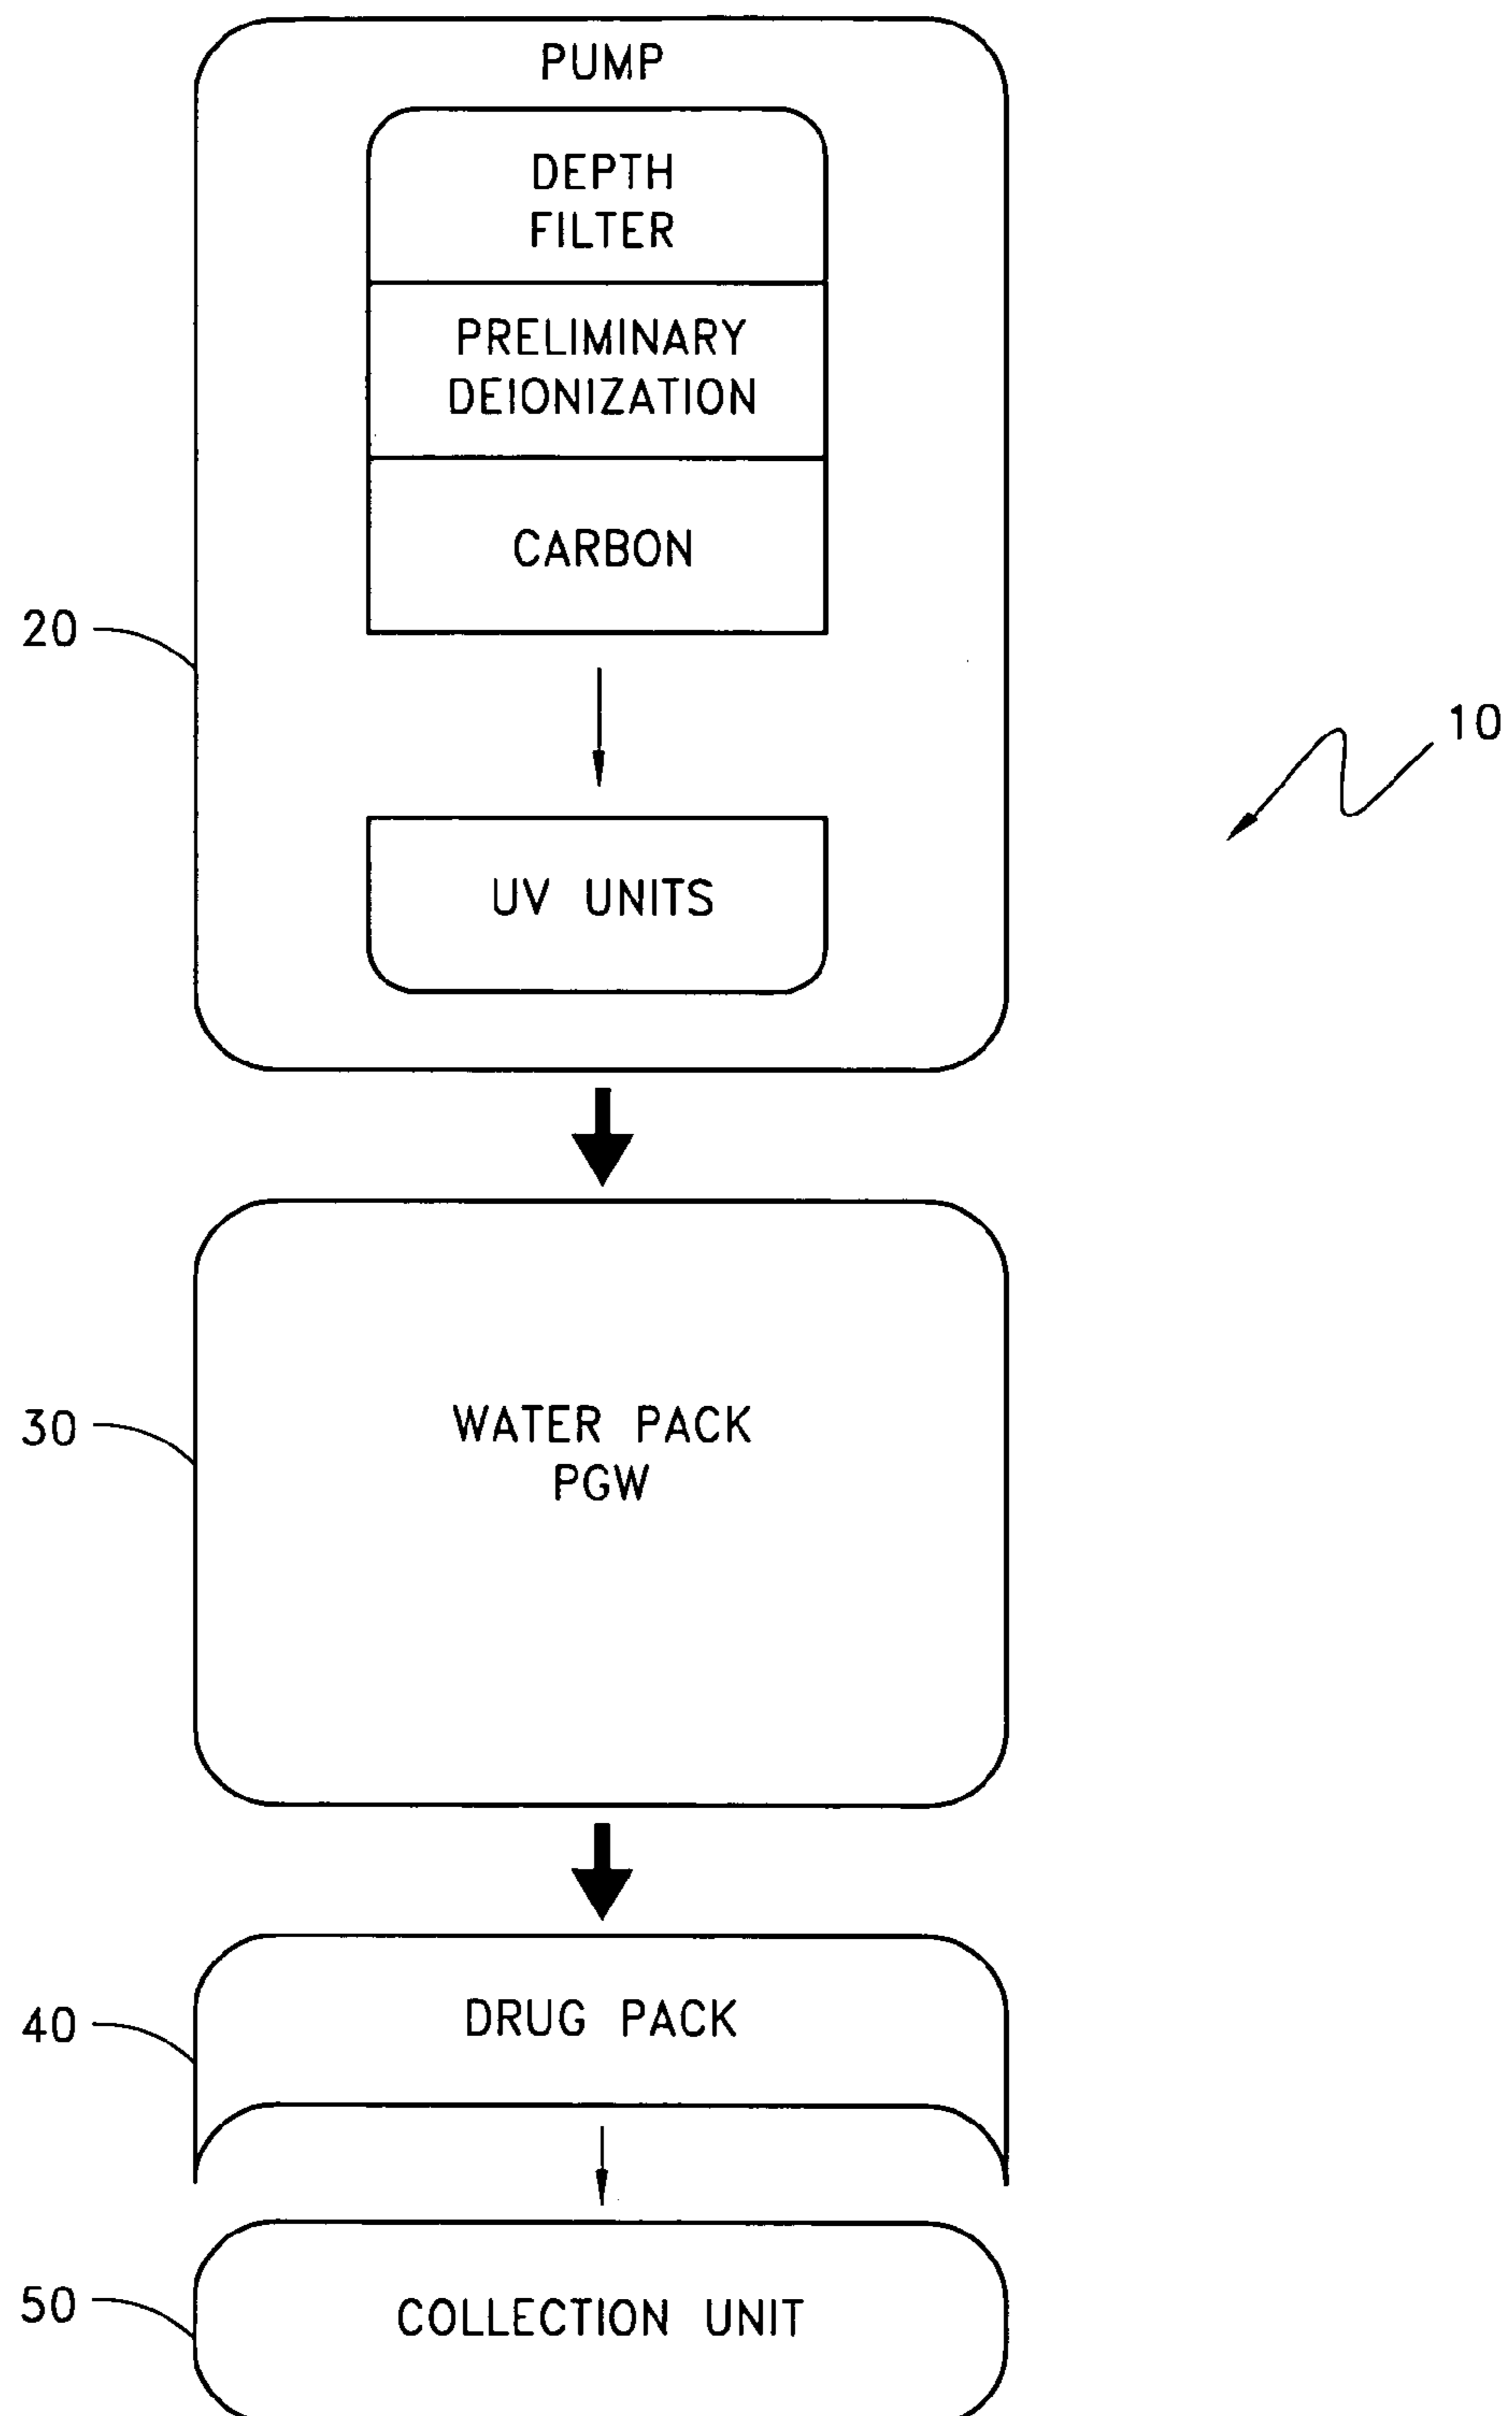 PUMP
DEPTH
FILTER
PRELIMINARY
DEIONIZATION
CARBON
20
10
UV UNITS
30
WATER PACK
PGW
40
DRUG PACK
50
COLLECTION UNIT